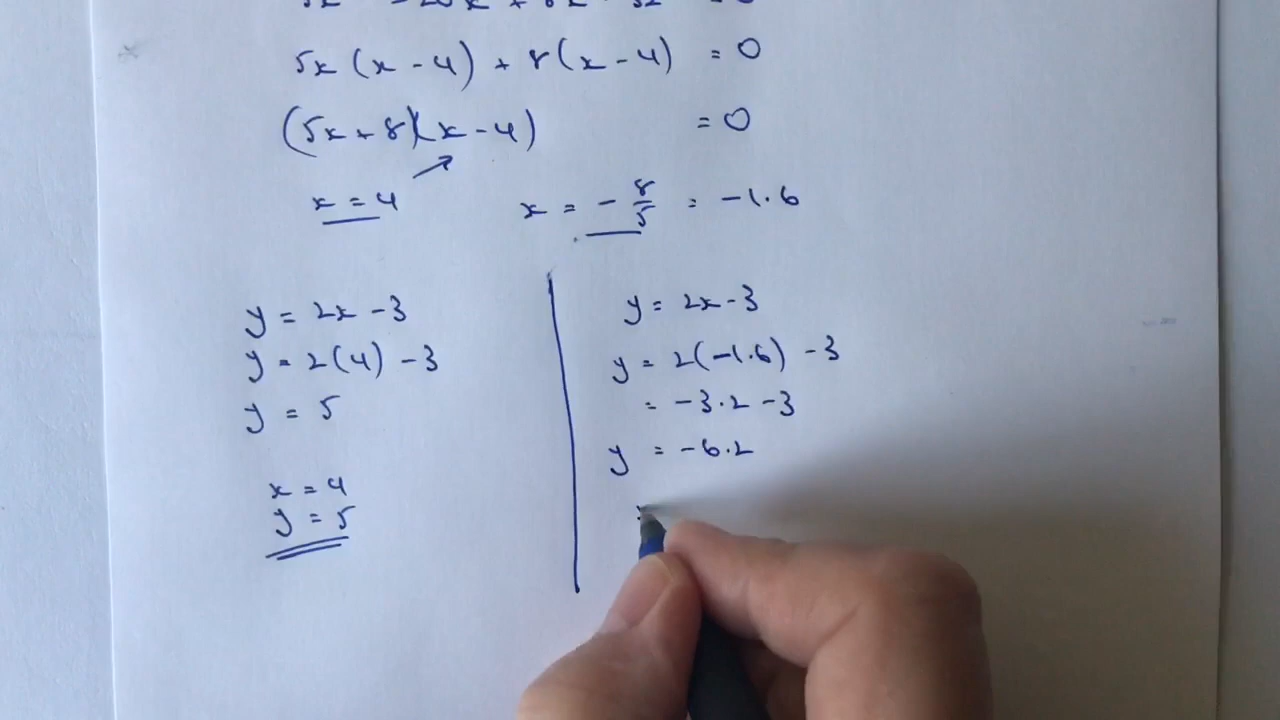 5x(x - 4) + 8(x - 4) = 0
(5x + 8)(x - 4) = 0
x = 4
x = - 8/5 = -1.6
y = 2x - 3
y = 2(4) - 3
y = 5
x = 4
y = 5
y = 2x - 3
y = 2(-1.6) - 3
= -3.2 - 3
y = -6.2